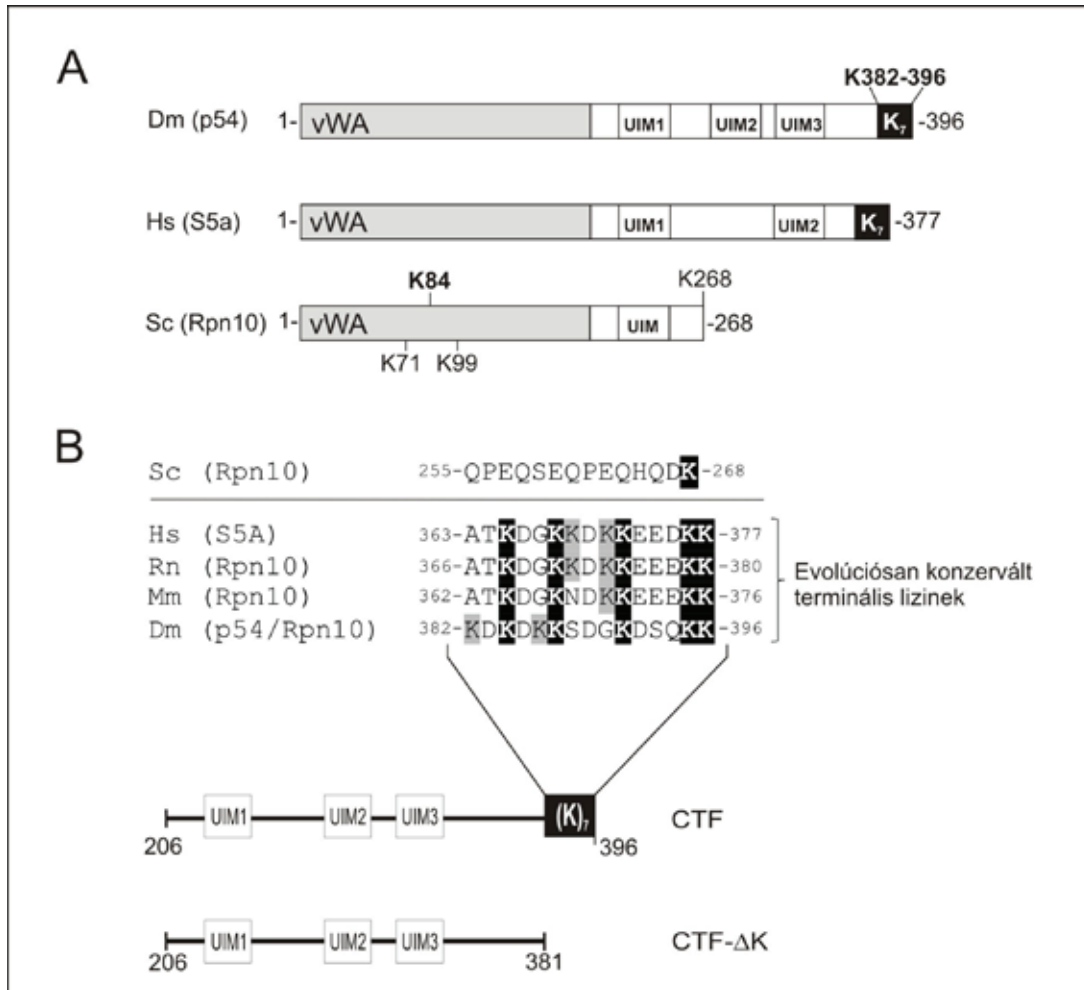 A
K382-396
Dm (p54) 1- vWA UIM1 UIM2 UIM3 K₇ -396
Hs (S5a) 1- vWA UIM1 UIM2 K₇ -377
K84 K268
Sc (Rpn10) 1- vWA UIM -268
K71 K99
B
Sc (Rpn10) 255-QPEQSEQPEQHQDK-268
Hs (S5A) 363-ATKDGKKDKKEEDKK-377
Rn (Rpn10) 366-ATKDGKKDKKEEEKK-380
Mm (Rpn10) 362-ATKDGKNDKKEEEKK-376
Dm (p54/Rpn10) 382-KDKDKKSDGKDSQKK-396
Evolúciósan konzervált
terminális lizinek
UIM1 UIM2 UIM3 (K)₇ CTF
206 396
UIM1 UIM2 UIM3 CTF-ΔK
206 381